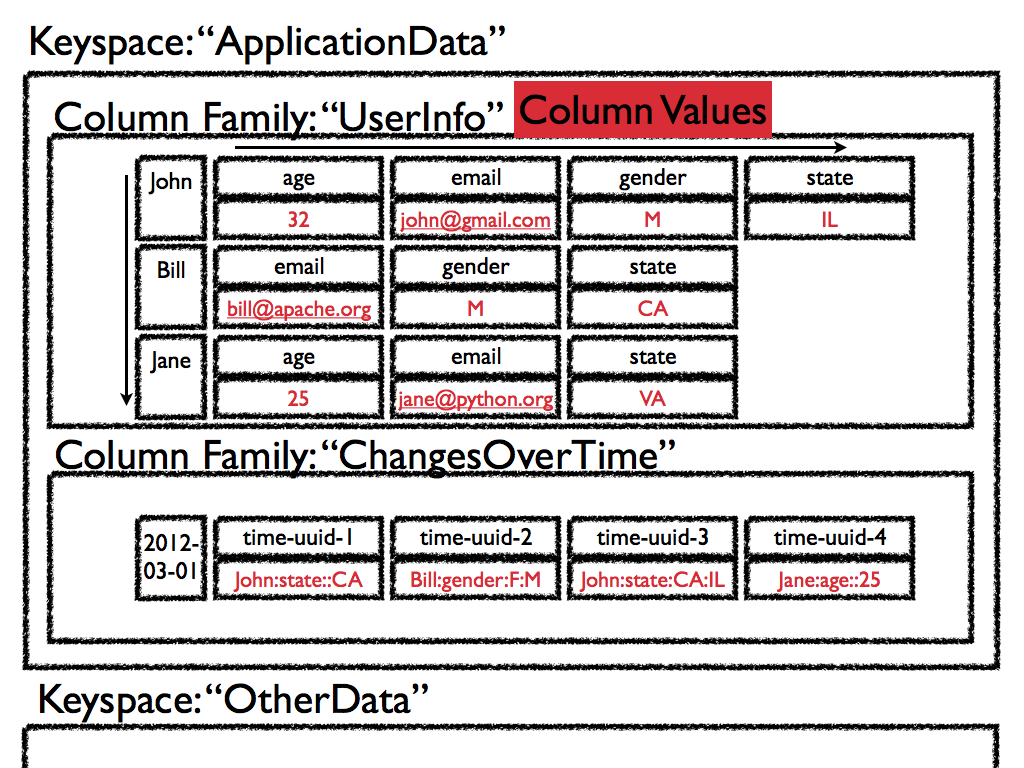 Keyspace: “ApplicationData”
Column Family: “UserInfo” Column Values
John age email gender state
32 john@gmail.com M IL
Bill email gender state
bill@apache.org M CA
Jane age email state
25 jane@python.org VA
Column Family: “ChangesOverTime”
2012- time-uuid-1 time-uuid-2 time-uuid-3 time-uuid-4
03-01 John:state::CA Bill:gender:F:M John:state:CA:IL Jane:age::25
Keyspace: “OtherData”